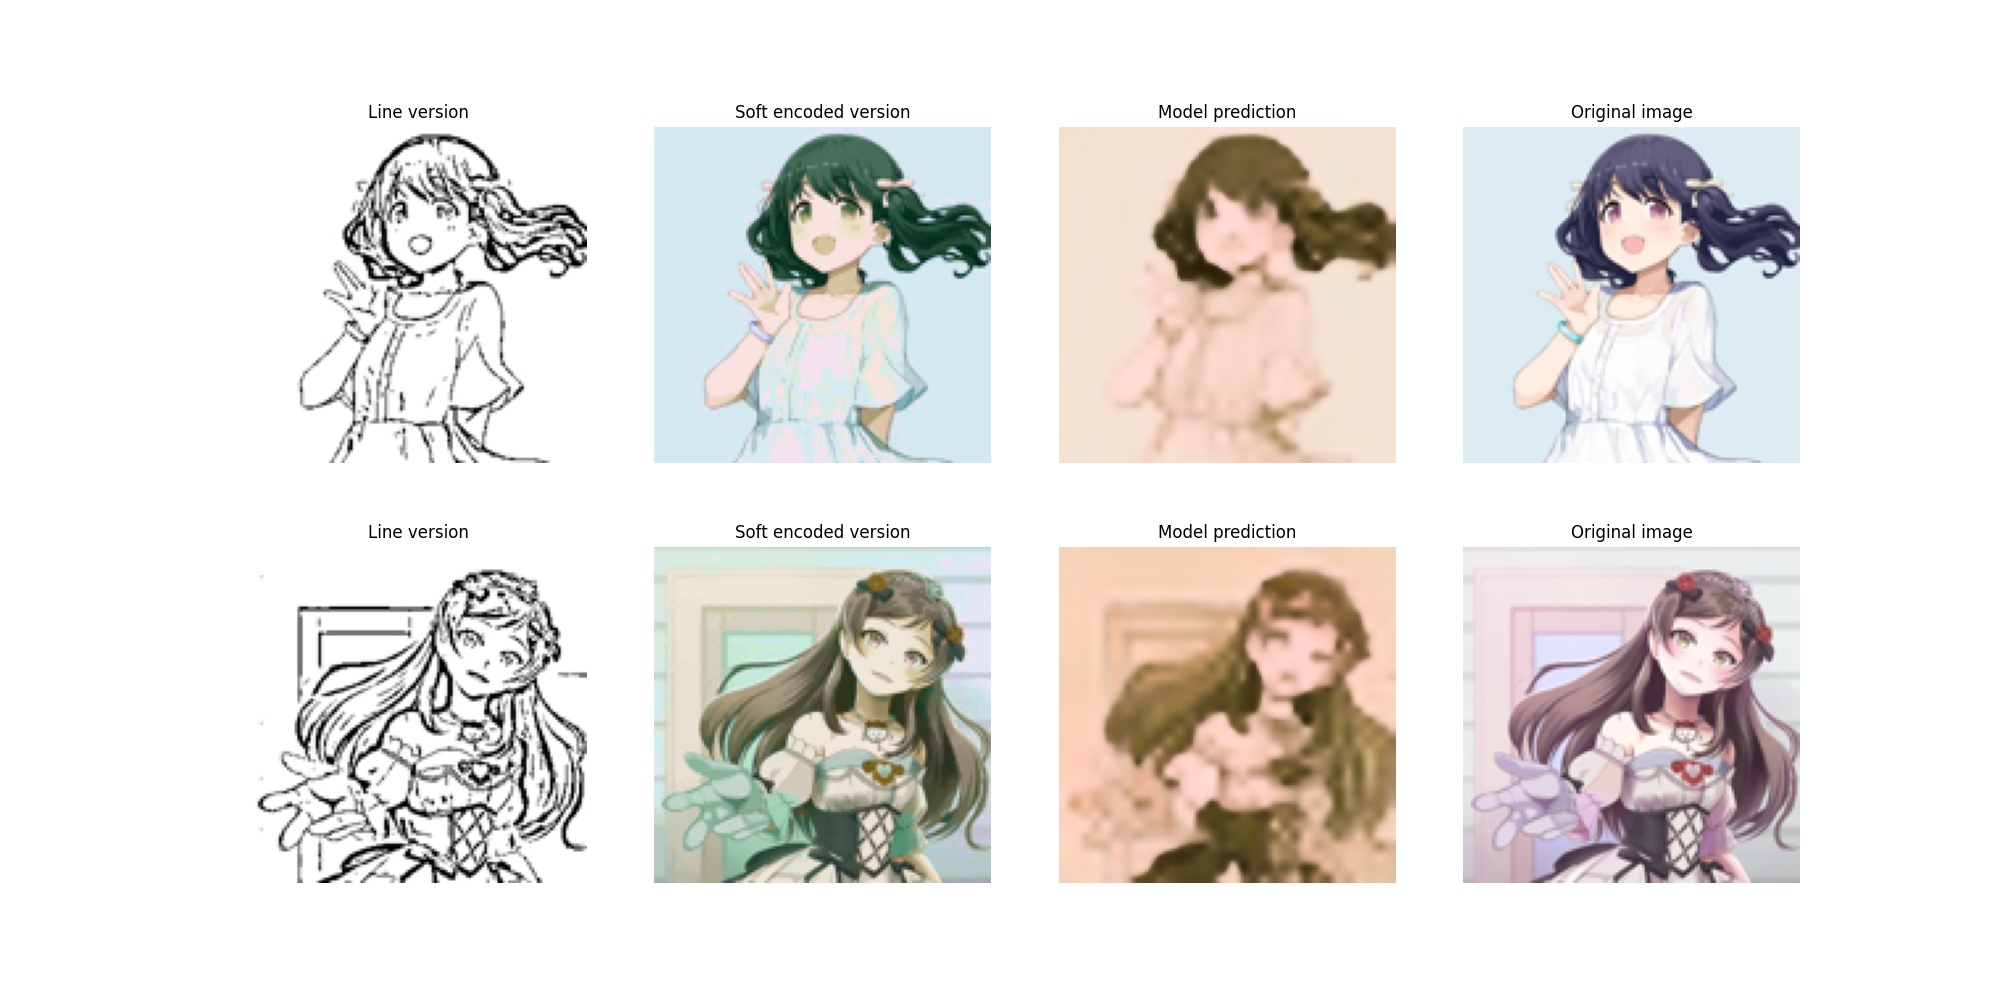 Line version
Soft encoded version
Model prediction
Original image
Line version
Soft encoded version
Model prediction
Original image